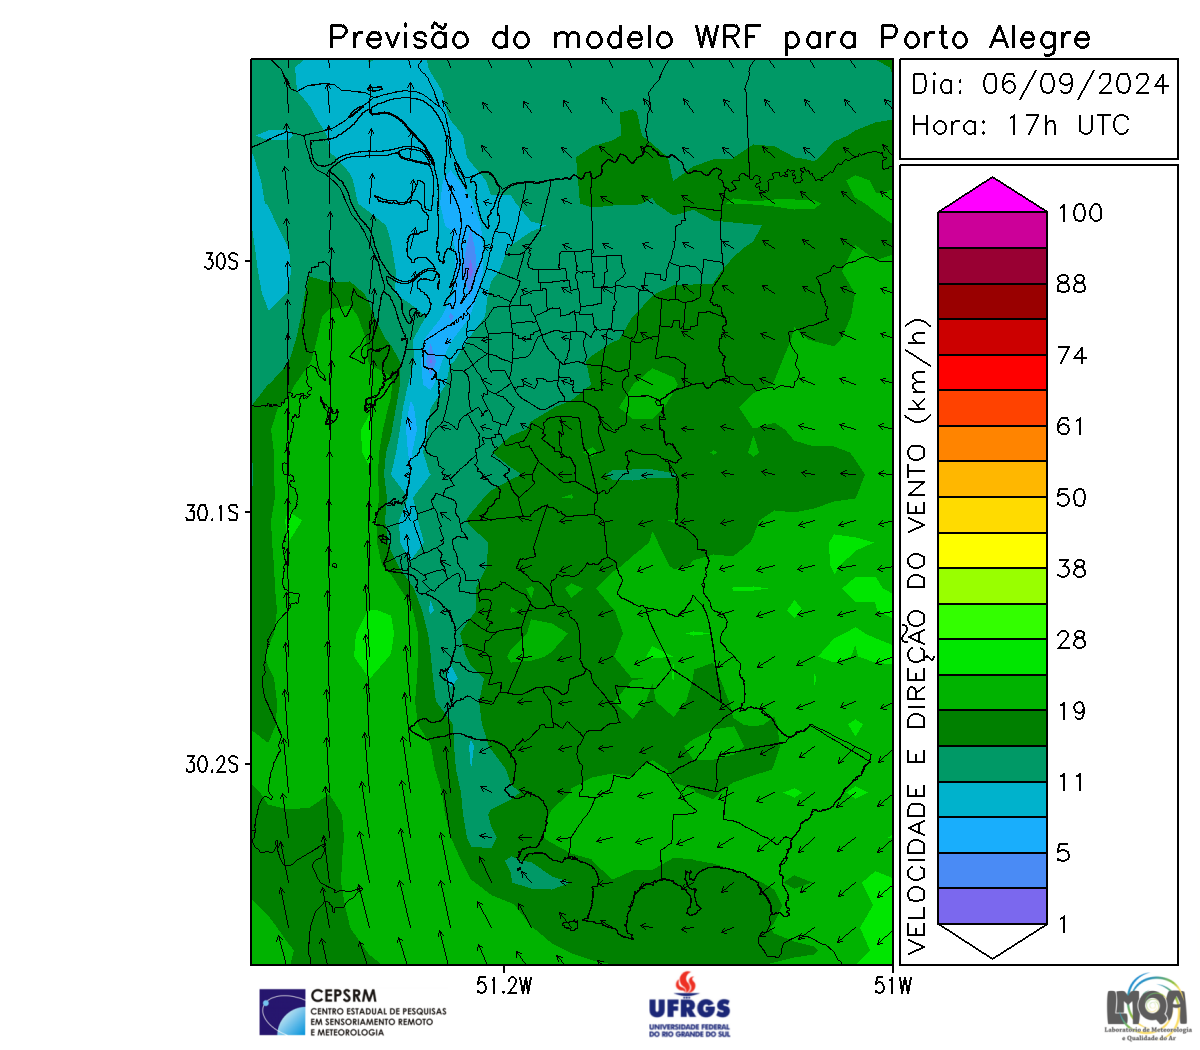 Previsão do modelo WRF para Porto Alegre
Dia: 06/09/2024
Hora: 17h UTC
30S
30.1S
30.2S
51.2W
51W
VELOCIDADE E DIREÇÃO DO VENTO (km/h)
100
88
74
61
50
38
28
19
11
5
1
CEPSRM
CENTRO ESTADUAL DE PESQUISAS
EM SENSORIAMENTO REMOTO
E METEOROLOGIA
UFRGS
UNIVERSIDADE FEDERAL
DO RIO GRANDE DO SUL
LMQA
Laboratório de Meteorologia
e Qualidade do Ar